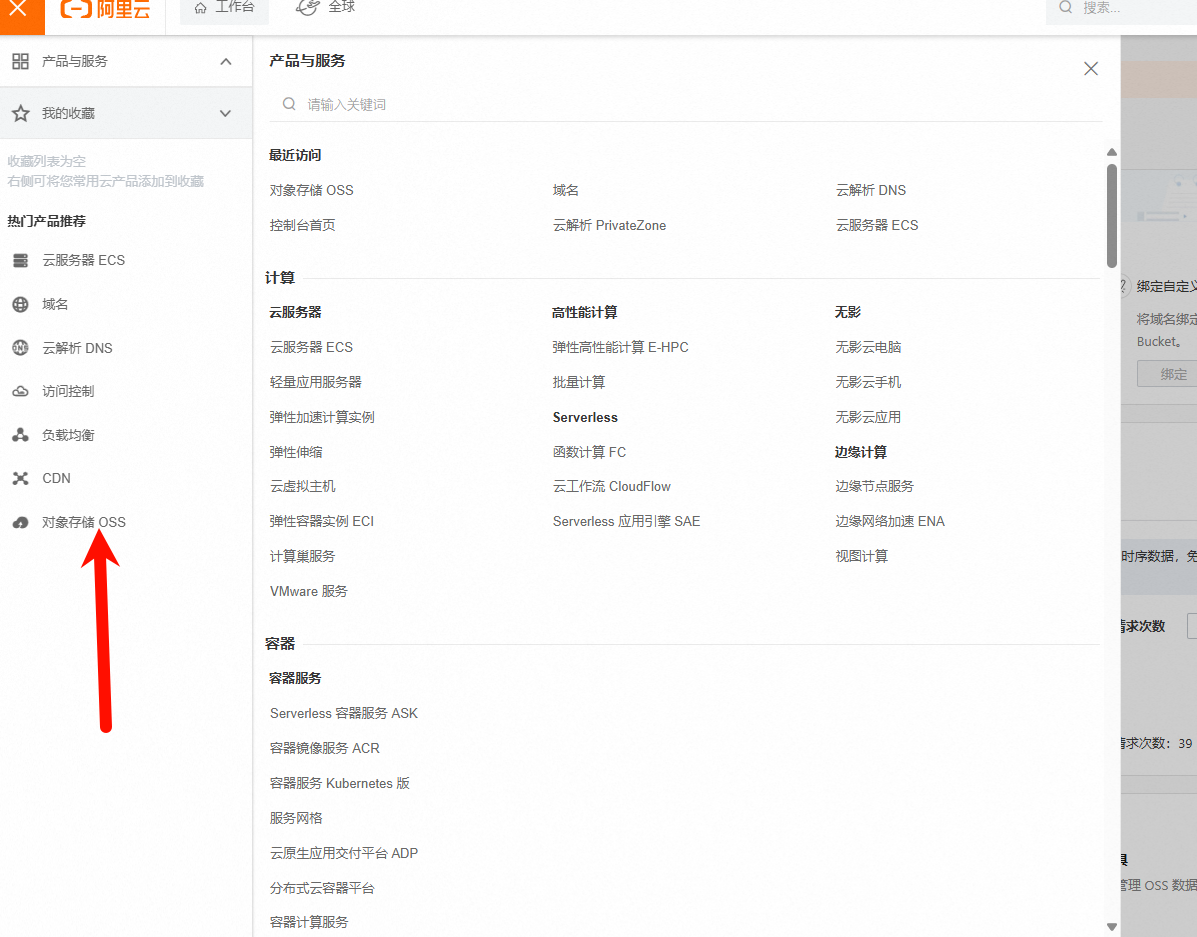 阿里云
工作台
全球
搜索...
产品与服务
我的收藏
收藏列表为空
右侧可将您常用云产品添加到收藏
热门产品推荐
云服务器 ECS
域名
云解析 DNS
访问控制
负载均衡
CDN
对象存储 OSS
产品与服务
请输入关键词
最近访问
对象存储 OSS
域名
云解析 DNS
控制台首页
云解析 PrivateZone
云服务器 ECS
计算
云服务器
云服务器 ECS
轻量应用服务器
弹性加速计算实例
弹性伸缩
云虚拟主机
弹性容器实例 ECI
计算巢服务
VMware 服务
高性能计算
弹性高性能计算 E-HPC
批量计算
Serverless
函数计算 FC
云工作流 CloudFlow
Serverless 应用引擎 SAE
无影
无影云电脑
无影云手机
无影云应用
边缘计算
边缘节点服务
边缘网络加速 ENA
视图计算
容器
容器服务
Serverless 容器服务 ASK
容器镜像服务 ACR
容器服务 Kubernetes 版
服务网格
云原生应用交付平台 ADP
分布式云容器平台
容器计算服务
绑定自定义
将域名绑定
Bucket。
绑定
时序数据，免
请求次数
请求次数：39
具
管理 OSS 数据